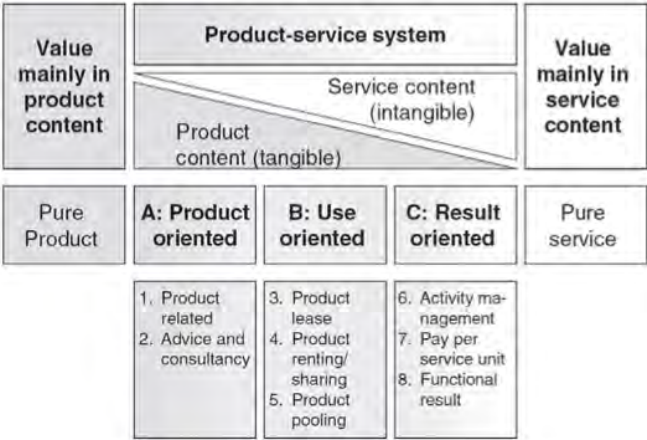 Value
mainly in
product
content
Product-service system
Service content
(intangible)
Product
content (tangible)
Value
mainly in
service
content
Pure
Product
A: Product
oriented
B: Use
oriented
C: Result
oriented
Pure
service
1. Product
related
2. Advice and
consultancy
3. Product
lease
4. Product
renting/
sharing
5. Product
pooling
6. Activity ma-
nagement
7. Pay per
service unit
8. Functional
result